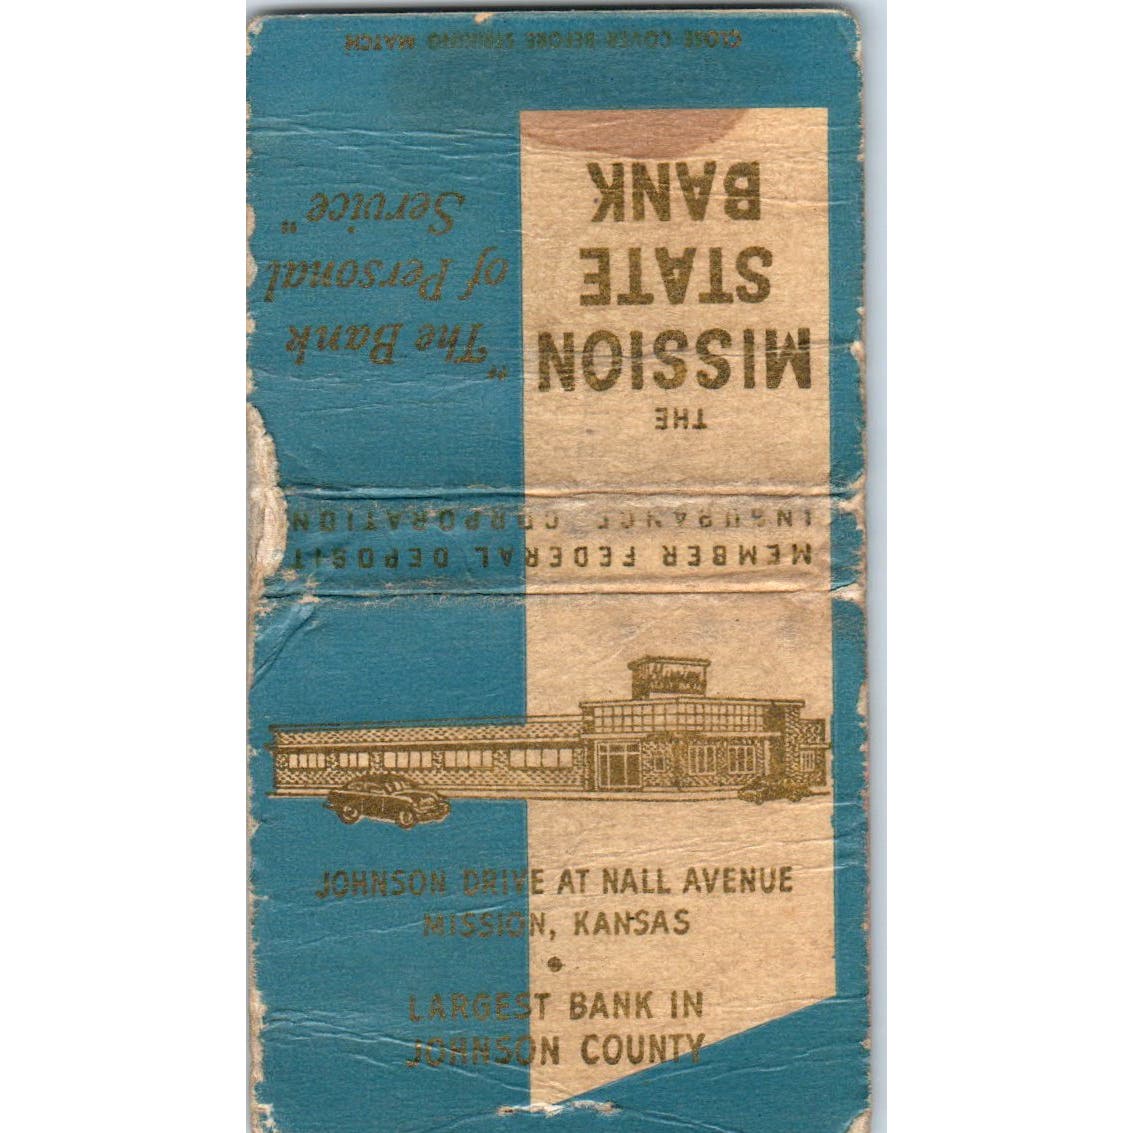 THE
MISSION
STATE
BANK
"The Bank
of Personal
Service"
CLOSE COVER BEFORE STRIKING MATCH
MEMBER FEDERAL DEPOSIT
INSURANCE CORPORATION
Mission
JOHNSON DRIVE AT NALL AVENUE
MISSION, KANSAS
•
LARGEST BANK IN
JOHNSON COUNTY